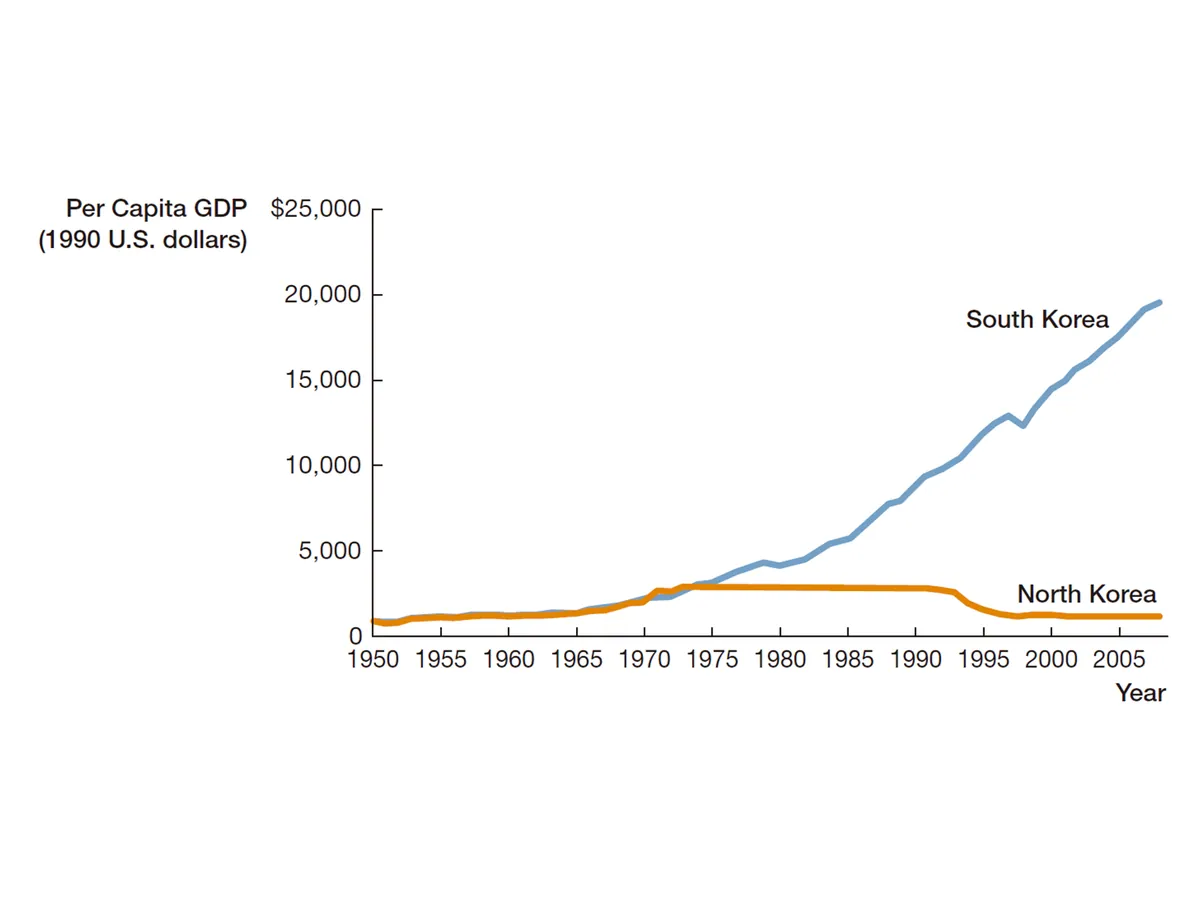 Per Capita GDP
(1990 U.S. dollars)
$25,000
20,000
15,000
10,000
5,000
0
South Korea
North Korea
1950 1955 1960 1965 1970 1975 1980 1985 1990 1995 2000 2005
Year